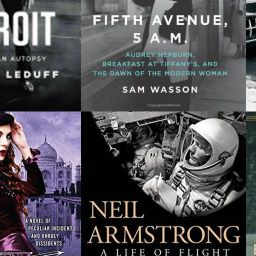 ROIT
AN AUTOPSY
LEDUFF
FIFTH AVENUE,
5 A.M.
AUDREY HEPBURN,
BREAKFAST AT TIFFANY'S, AND
THE DAWN OF THE MODERN WOMAN
SAM WASSON
A NOVEL
OF PECULIAR INCIDENTS
AND UNRULY
DISSIDENTS
NEIL
ARMSTRONG
A LIFE OF FLIGHT